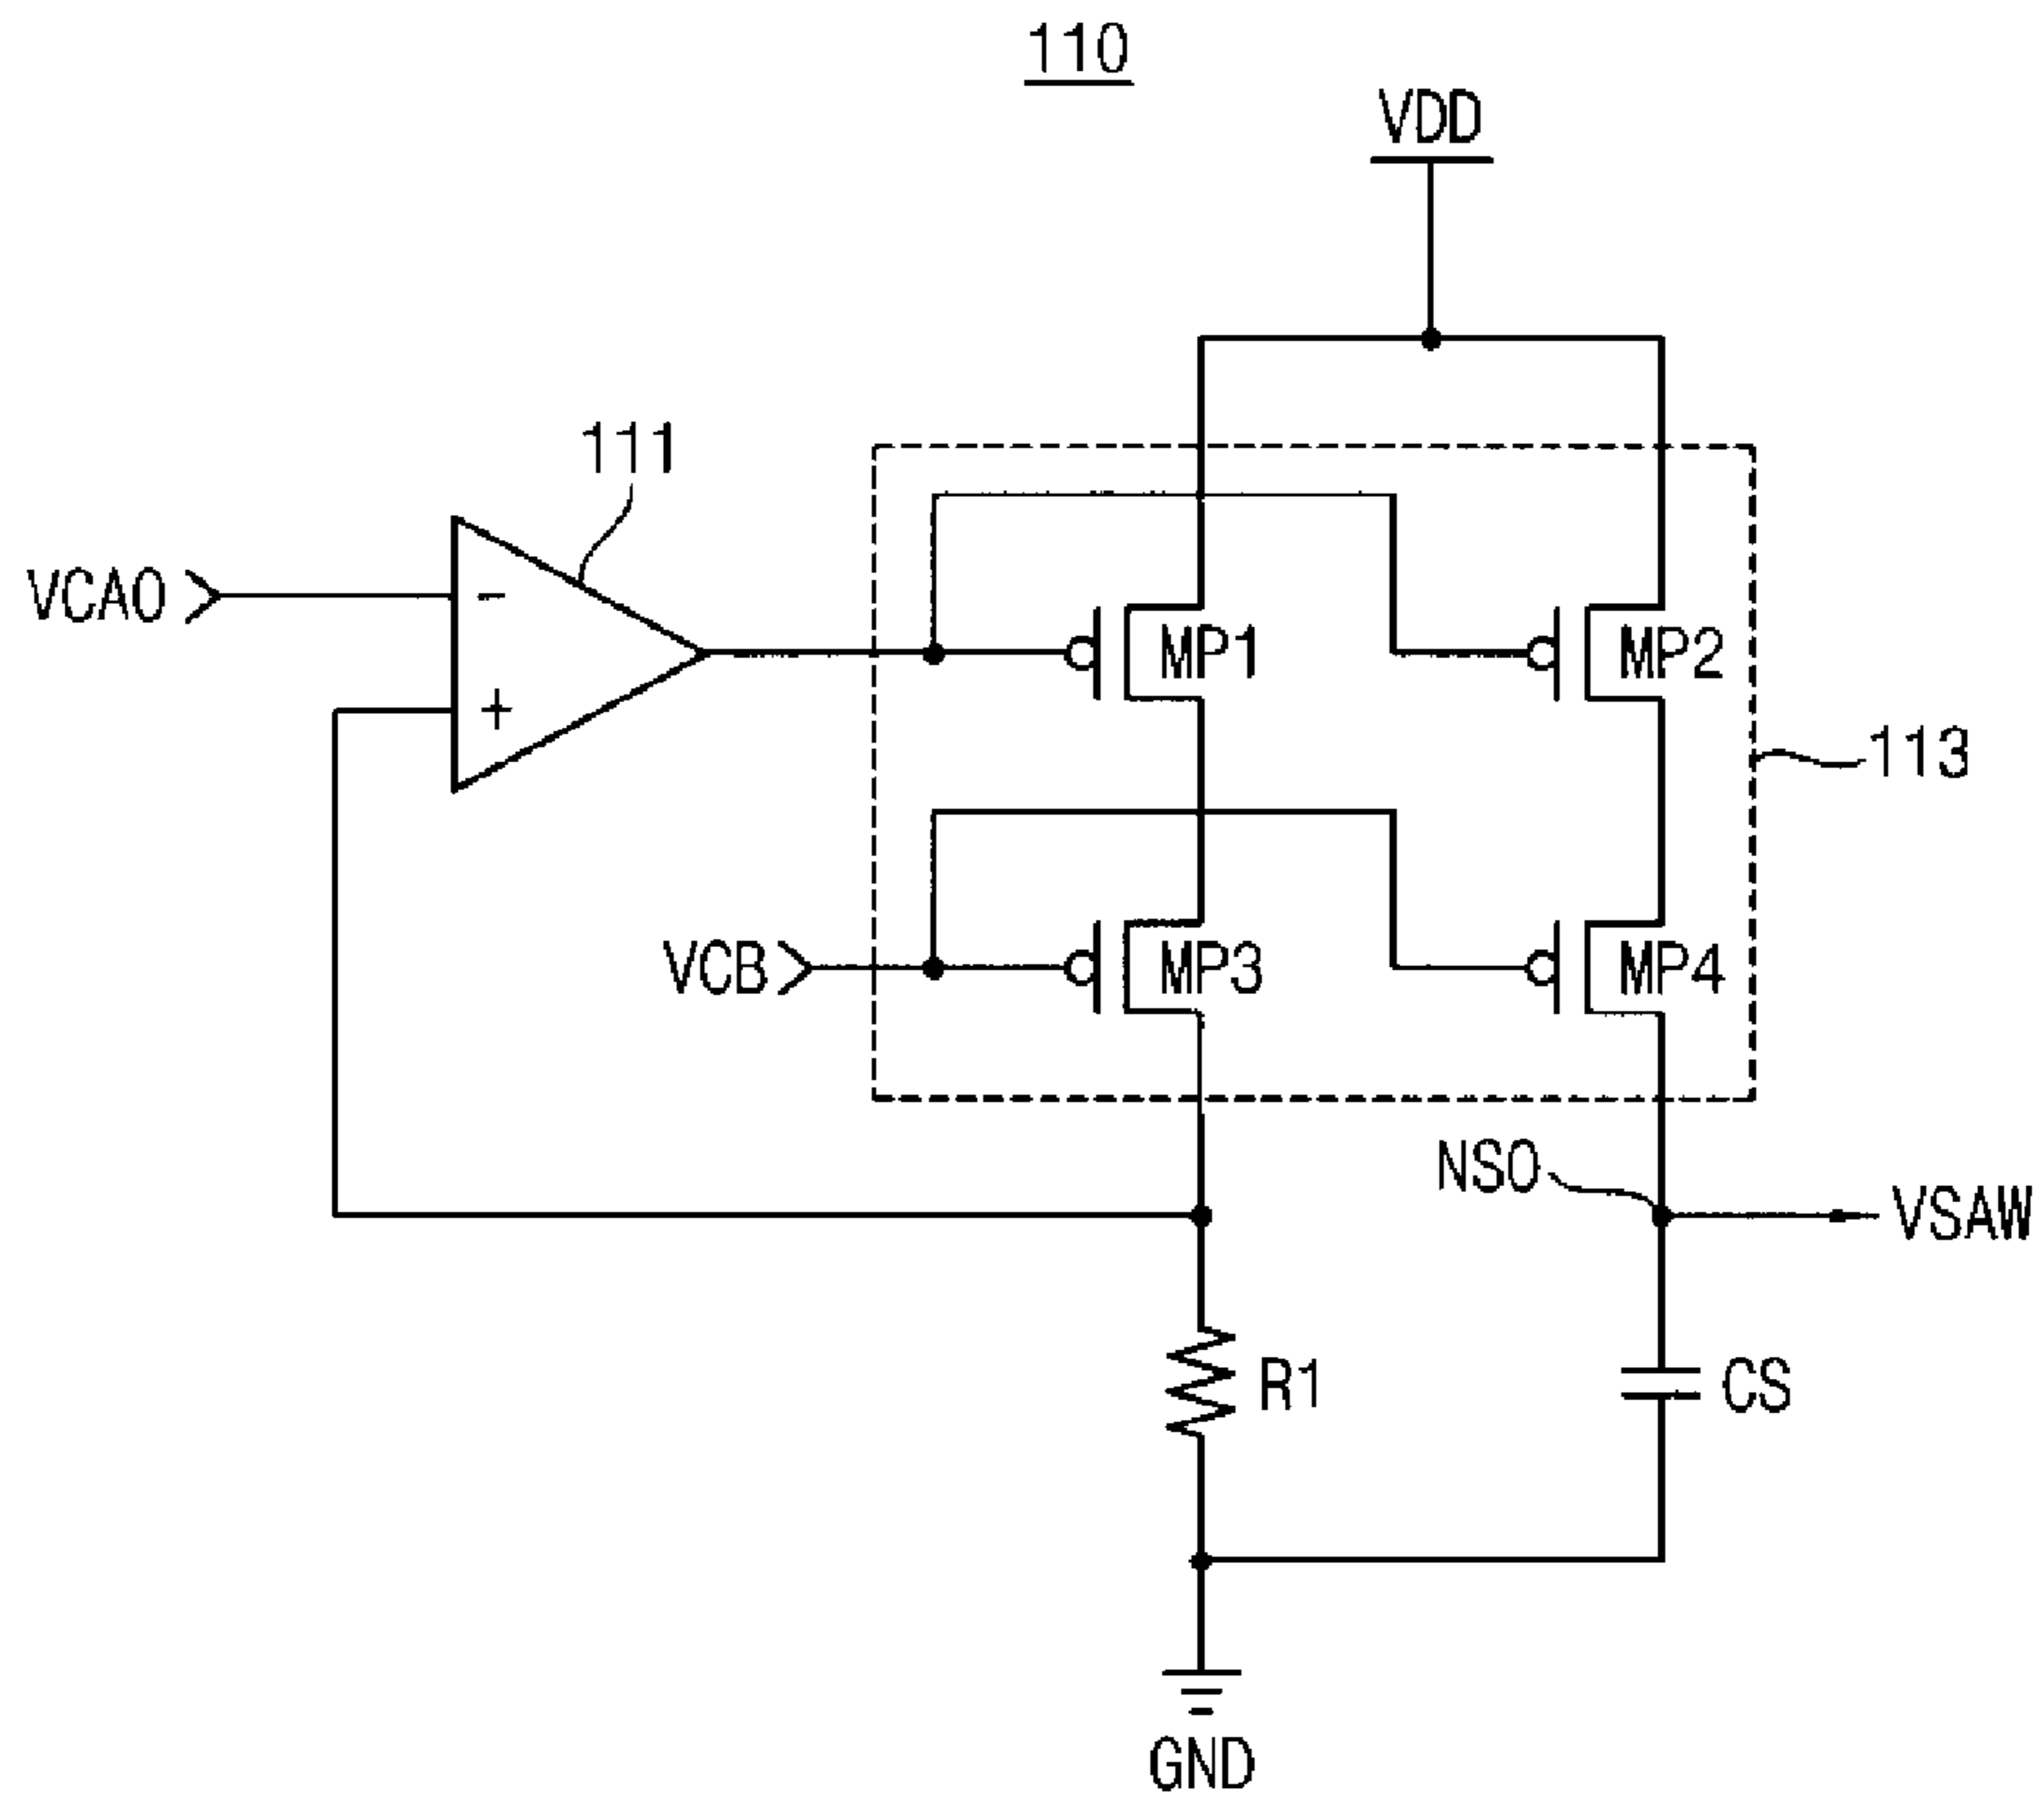 110
VDD
111
VCAO
-
+
MP1
MP2
113
VCB
MP3
MP4
NSO
VSAW
R1
CS
GND